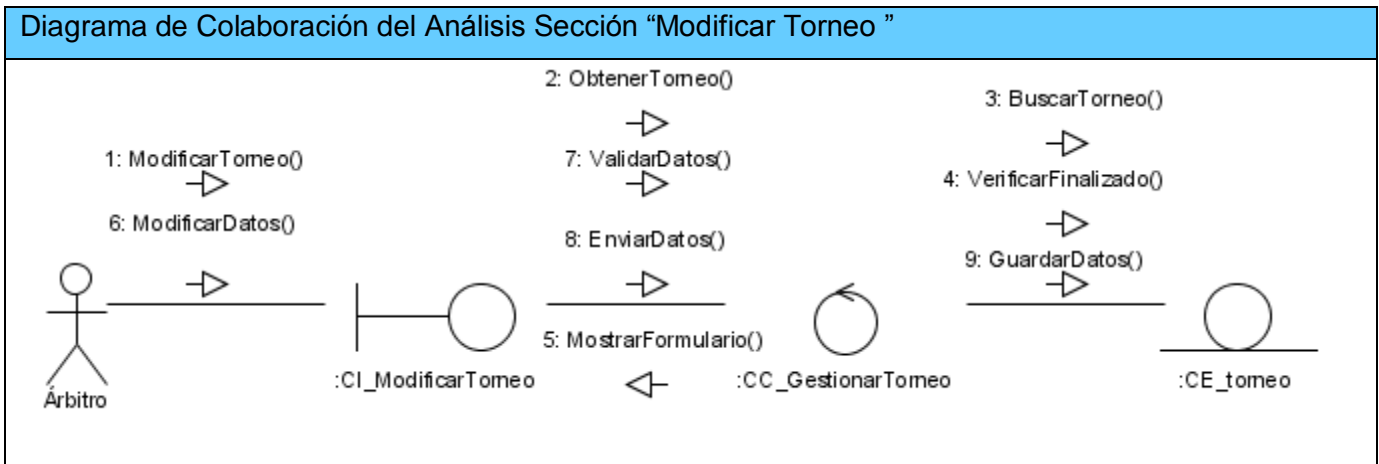 Diagrama de Colaboración del Análisis Sección “Modificar Torneo ”
2: ObtenerTorneo()
3: BuscarTorneo()
1: ModificarTorneo()
7: ValidarDatos()
4: VerificarFinalizado()
6: ModificarDatos()
8: EnviarDatos()
9: GuardarDatos()
5: MostrarFormulario()
:CI_ModificarTorneo
:CC_GestionarTorneo
:CE_torneo
Árbitro